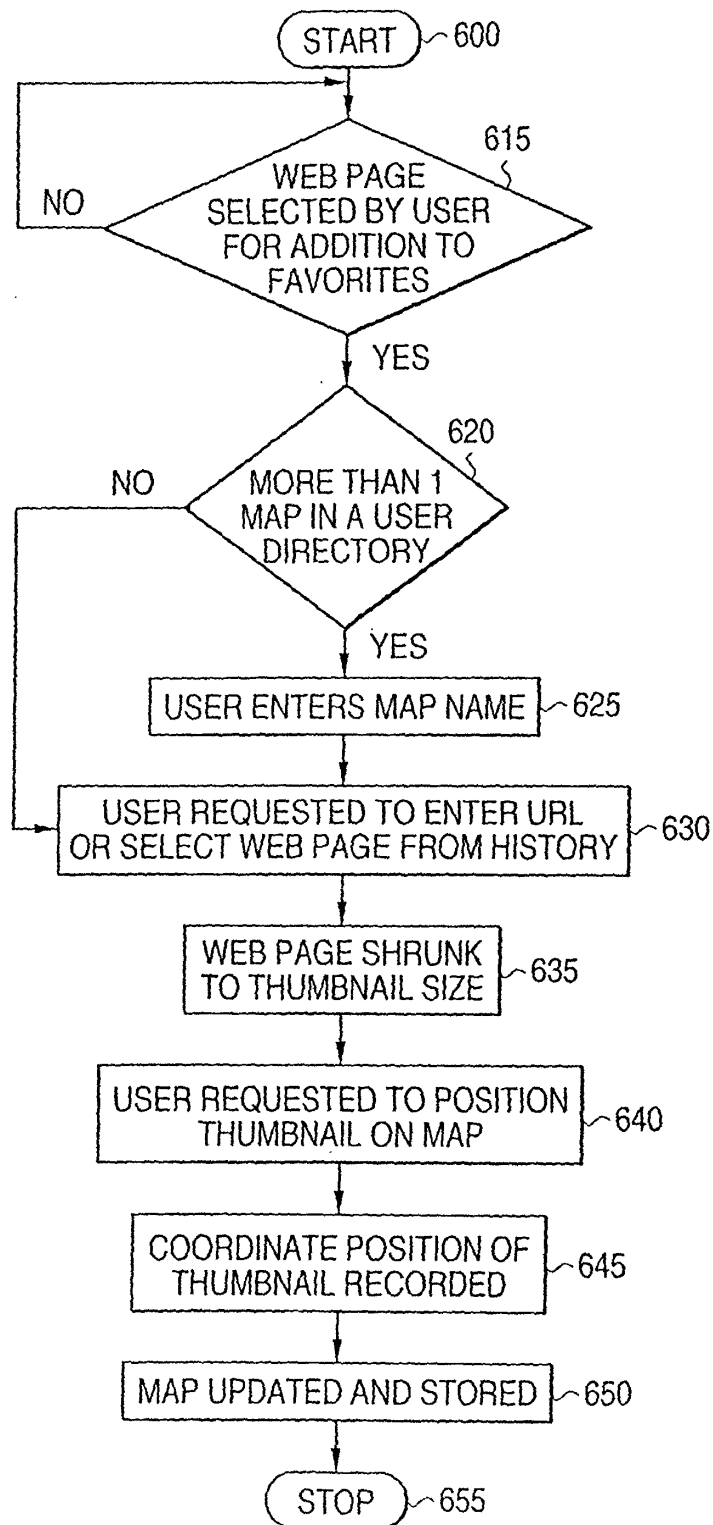 START
600
615
WEB PAGE
SELECTED BY USER
FOR ADDITION TO
FAVORITES
NO
YES
620
NO
MORE THAN 1
MAP IN A USER
DIRECTORY
YES
USER ENTERS MAP NAME
625
USER REQUESTED TO ENTER URL
OR SELECT WEB PAGE FROM HISTORY
630
WEB PAGE SHRUNK
TO THUMBNAIL SIZE
635
USER REQUESTED TO POSITION
THUMBNAIL ON MAP
640
COORDINATE POSITION OF
THUMBNAIL RECORDED
645
MAP UPDATED AND STORED
650
STOP
655